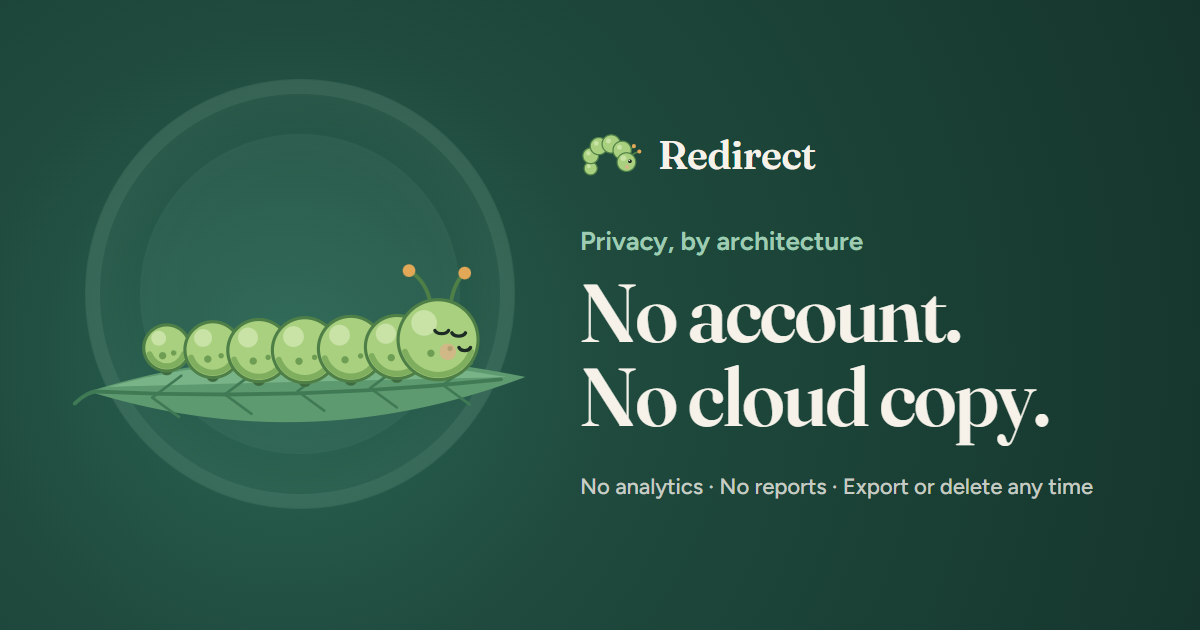 Redirect
Privacy, by architecture
No account.
No cloud copy.
No analytics · No reports · Export or delete any time